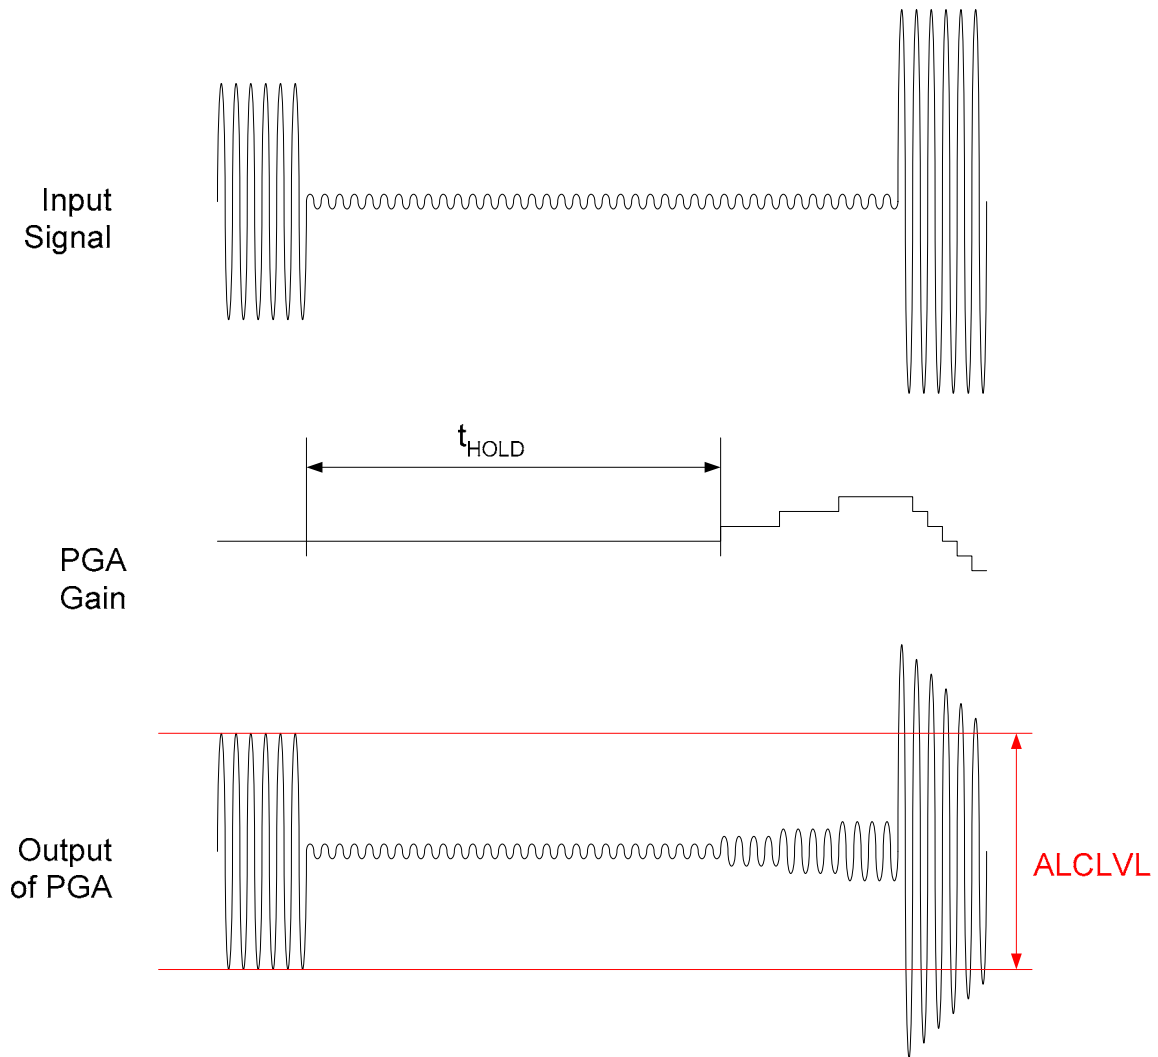 Input
Signal
tHOLD
PGA
Gain
Output
of PGA
ALCLVL